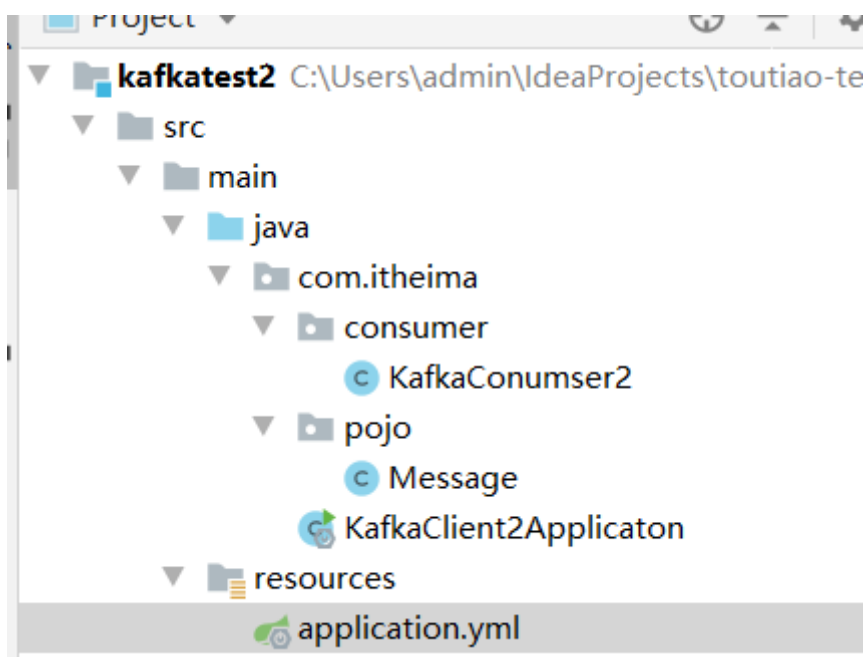 Project
kafkatest2 C:\Users\admin\IdeaProjects\toutiao-te
src
main
java
com.itheima
consumer
KafkaConumser2
pojo
Message
KafkaClient2Applicaton
resources
application.yml